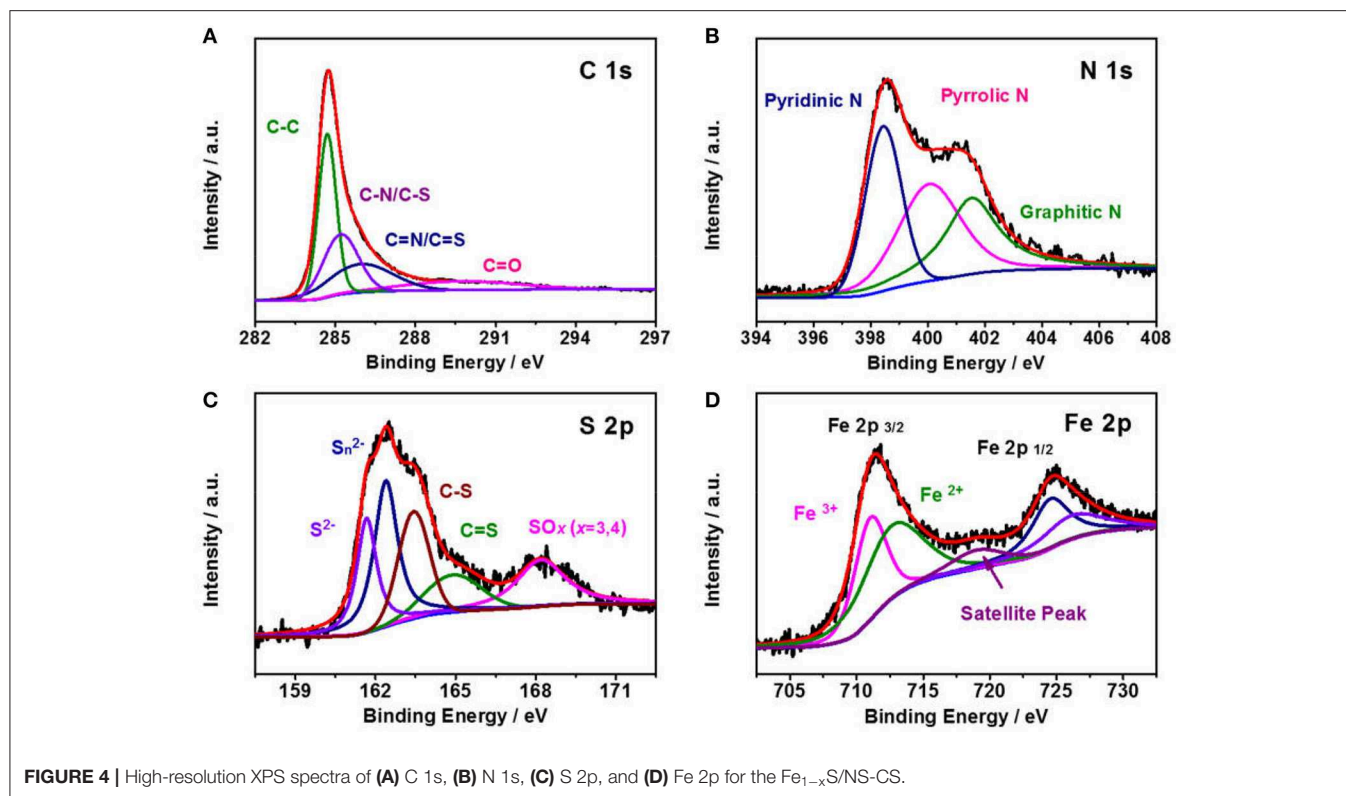 A
C 1s
C-C
C-N/C-S
C=N/C=S
C=O
Intensity / a.u.
282 285 288 291 294 297
Binding Energy / eV
B
N 1s
Pyridinic N
Pyrrolic N
Graphitic N
Intensity / a.u.
394 396 398 400 402 404 406 408
Binding Energy / eV
C
S 2p
Sn²⁻
S²⁻
C-S
C=S
SOx (x=3,4)
Intensity / a.u.
159 162 165 168 171
Binding Energy / eV
D
Fe 2p 3/2
Fe 2p 1/2
Fe 2p
Fe ³⁺
Fe ²⁺
Satellite Peak
Intensity / a.u.
705 710 715 720 725 730
Binding Energy / eV
FIGURE 4 | High-resolution XPS spectra of (A) C 1s, (B) N 1s, (C) S 2p, and (D) Fe 2p for the Fe₁₋ₓS/NS-CS.